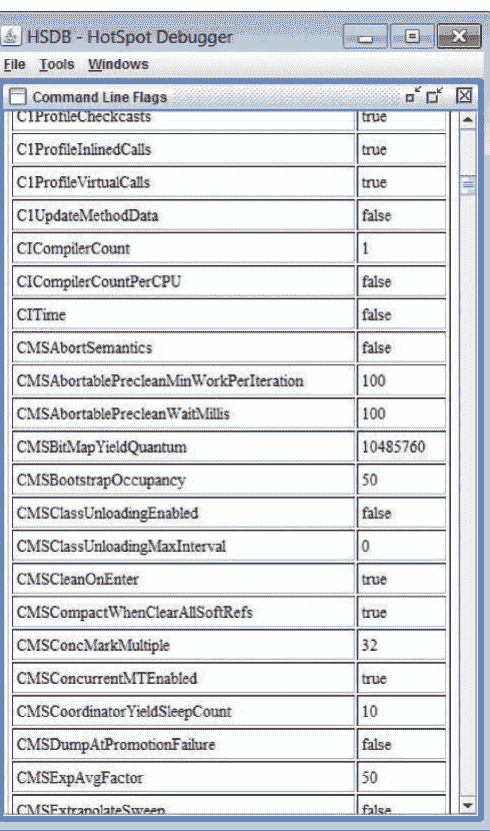 HSDB - HotSpot Debugger
File Tools Windows
Command Line Flags
C1ProfileCheckcasts true
C1ProfileInlinedCalls true
C1ProfileVirtualCalls true
C1UpdateMethodData false
CICompilerCount 1
CICompilerCountPerCPU false
CITime false
CMSAbortSemantics false
CMSAbortablePrecleanMinWorkPerIteration 100
CMSAbortablePrecleanWaitMillis 100
CMSBitMapYieldQuantum 10485760
CMSBootstrapOccupancy 50
CMSClassUnloadingEnabled false
CMSClassUnloadingMaxInterval 0
CMSCleanOnEnter true
CMSCompactWhenClearAllSoftRefs true
CMSConcMarkMultiple 32
CMSConcurrentMTEnabled true
CMSCoordinatorYieldSleepCount 10
CMSDumpAtPromotionFailure false
CMSExpAvgFactor 50
CMSExtrapolateSweep false